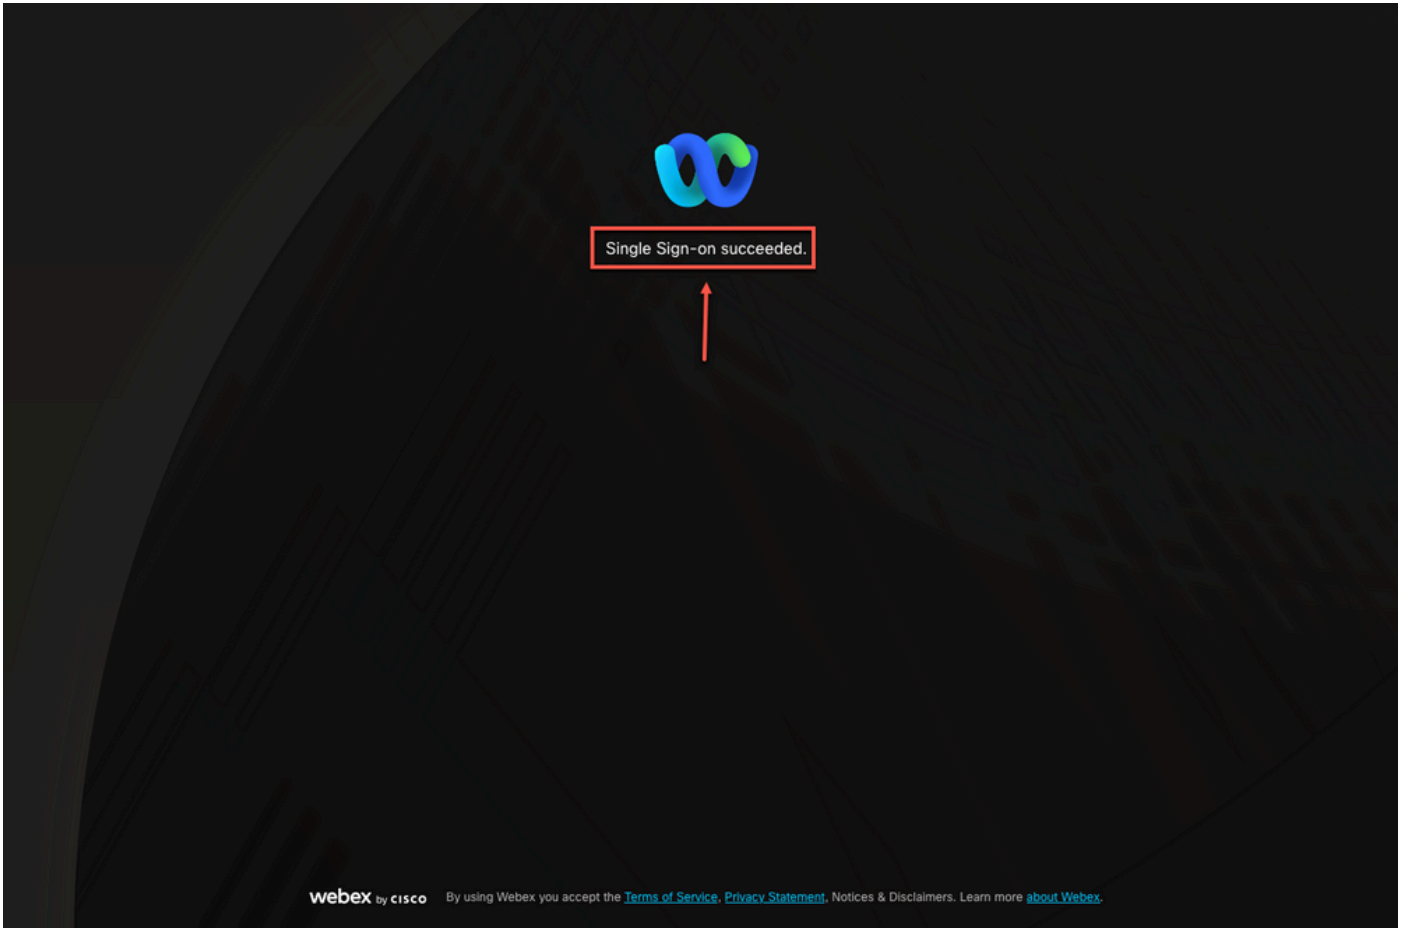 Single Sign-on succeeded.
webex by CISCO By using Webex you accept the Terms of Service, Privacy Statement, Notices & Disclaimers. Learn more about Webex.